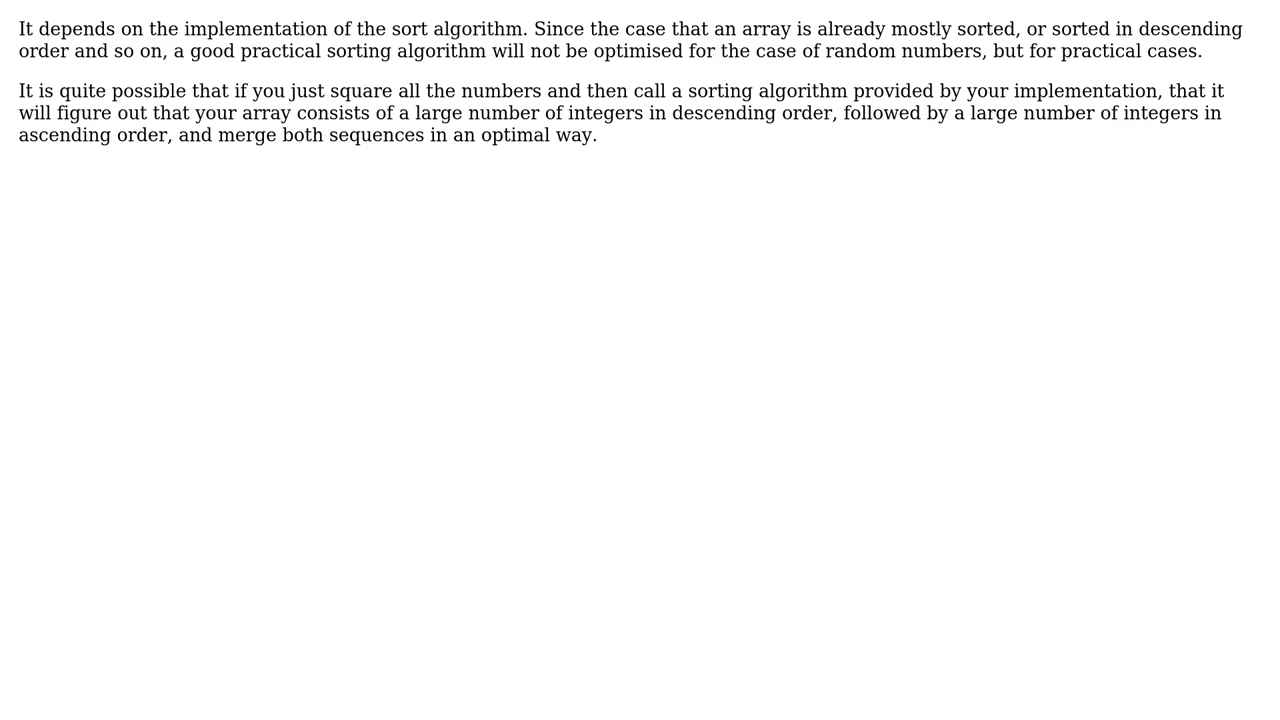 It depends on the implementation of the sort algorithm. Since the case that an array is already mostly sorted, or sorted in descending
order and so on, a good practical sorting algorithm will not be optimised for the case of random numbers, but for practical cases.
It is quite possible that if you just square all the numbers and then call a sorting algorithm provided by your implementation, that it
will figure out that your array consists of a large number of integers in descending order, followed by a large number of integers in
ascending order, and merge both sequences in an optimal way.